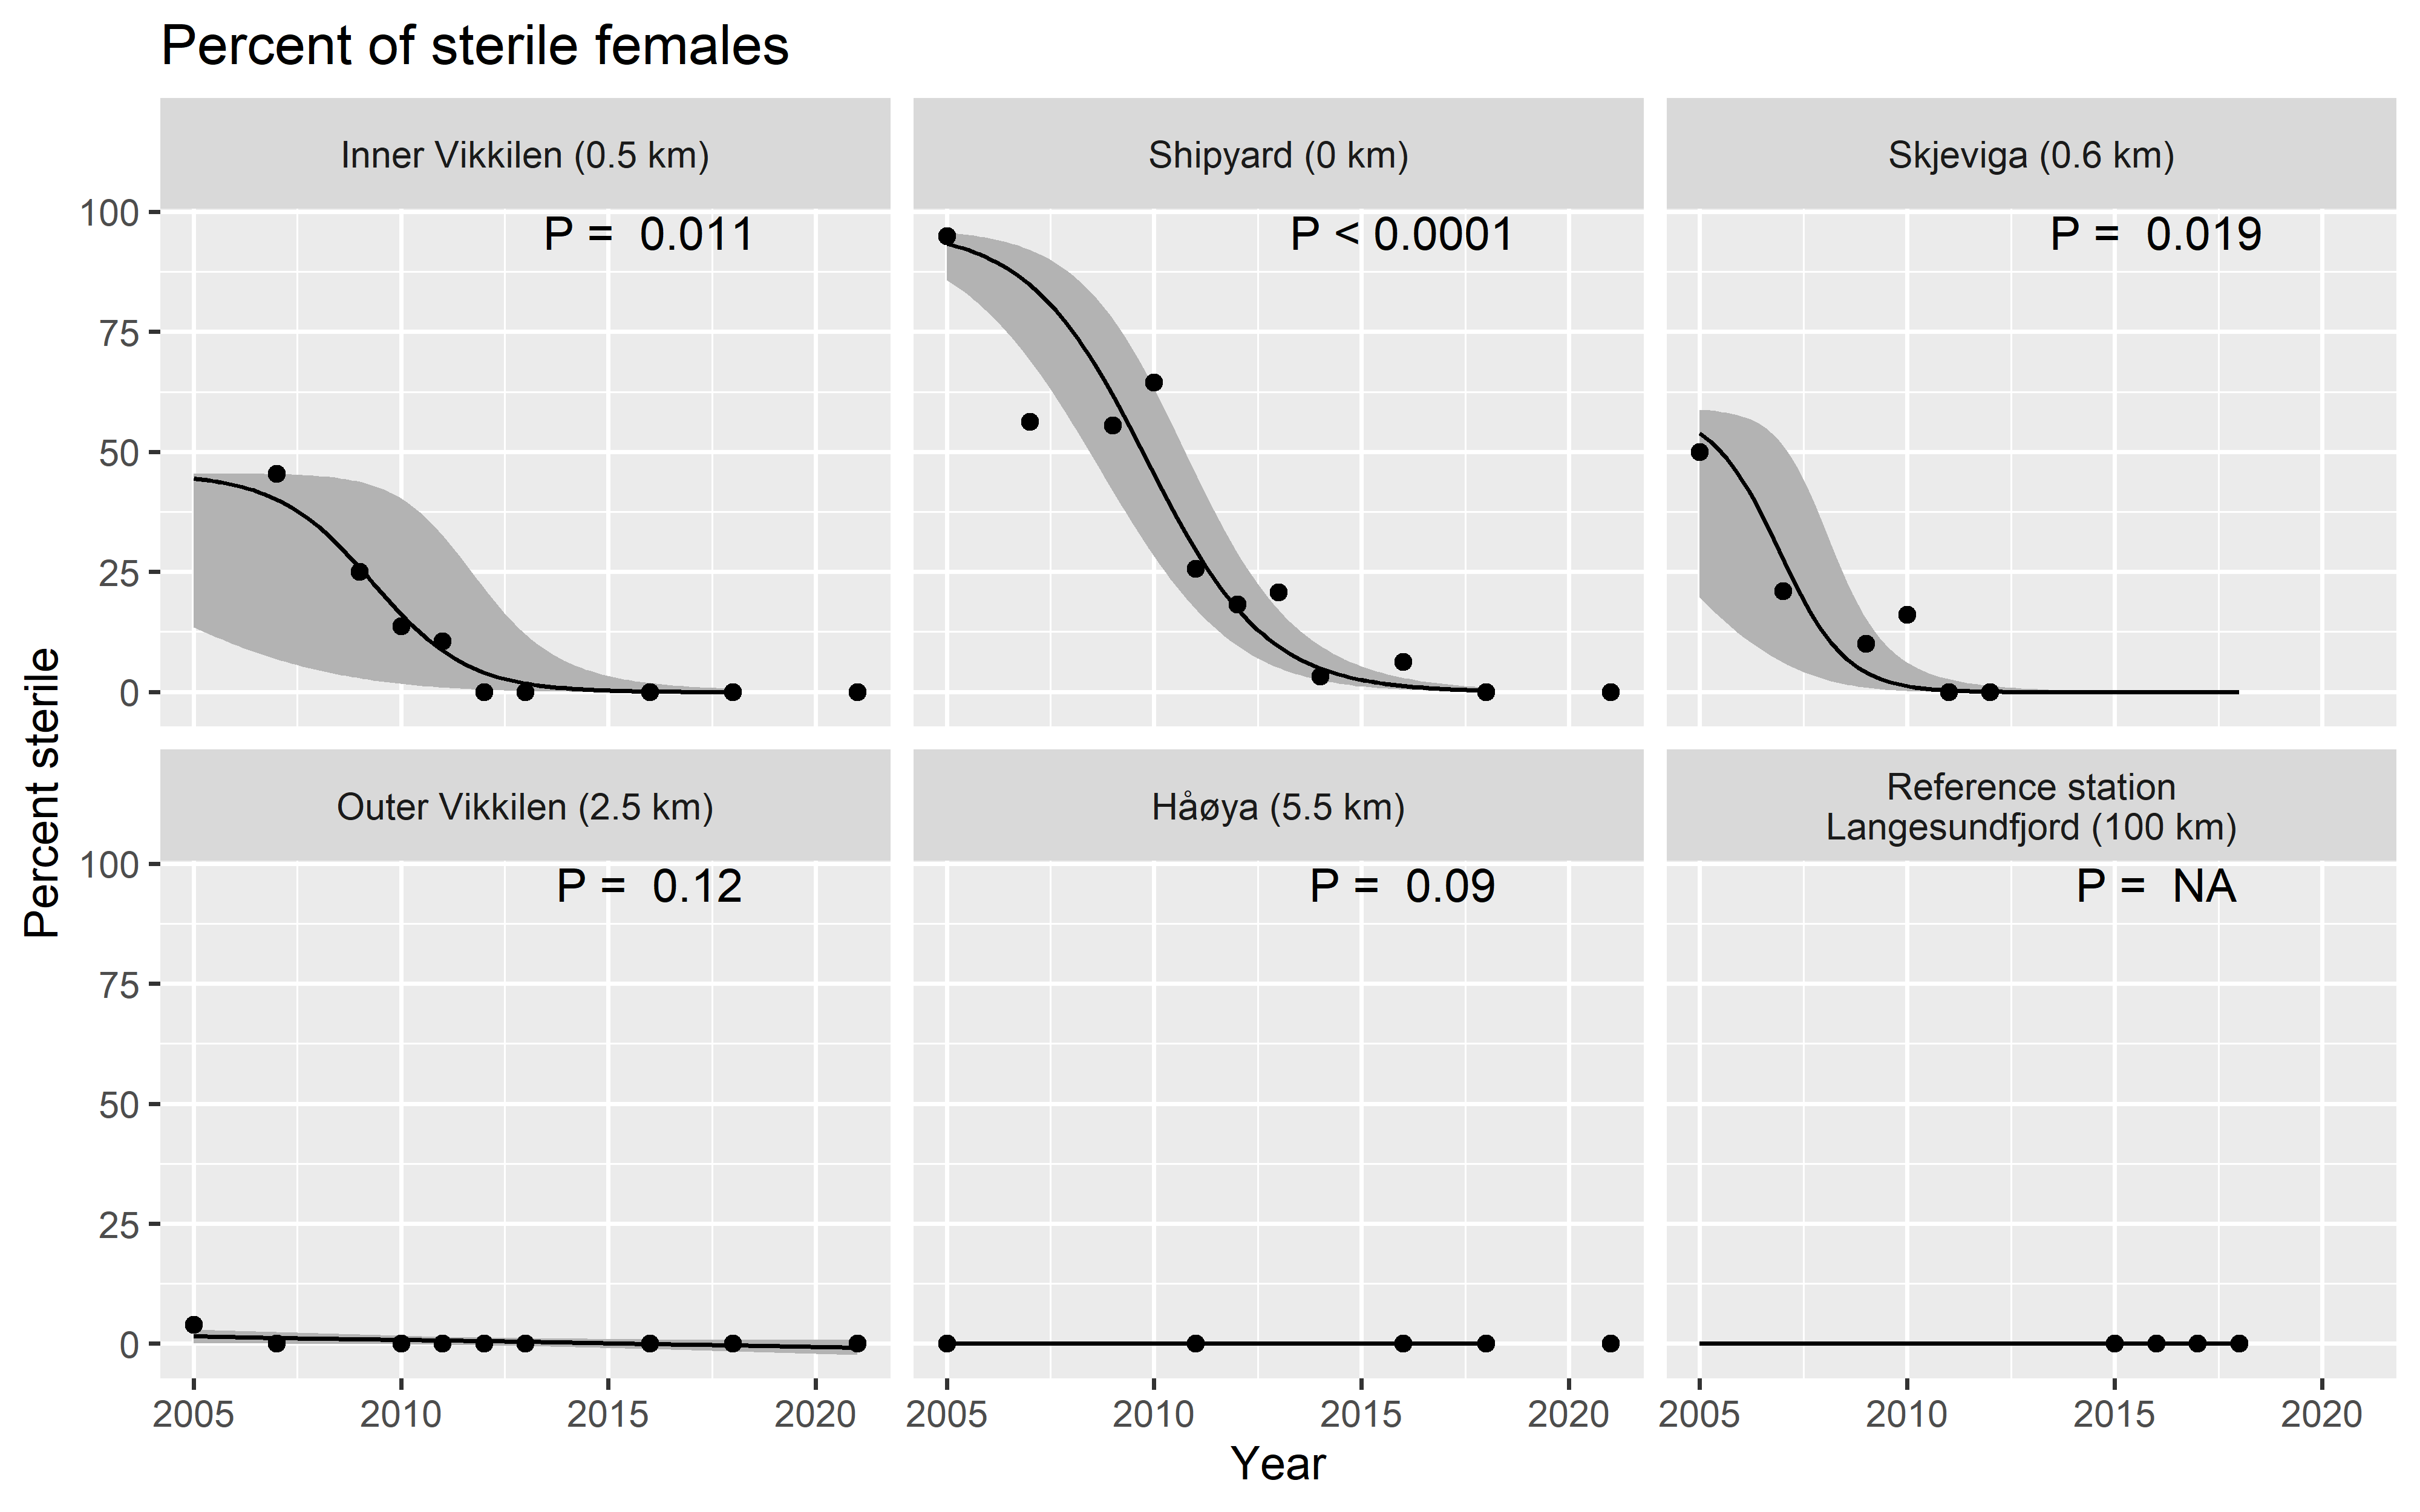 Percent of sterile females
Inner Vikkilen (0.5 km)
Shipyard (0 km)
Skjeviga (0.6 km)
P = 0.011
P < 0.0001
P = 0.019
100
75
50
25
0
Outer Vikkilen (2.5 km)
Håøya (5.5 km)
Reference station
Langesundfjord (100 km)
P = 0.12
P = 0.09
P = NA
100
75
50
25
0
Percent sterile
2005 2010 2015 2020
2005 2010 2015 2020
2005 2010 2015 2020
Year